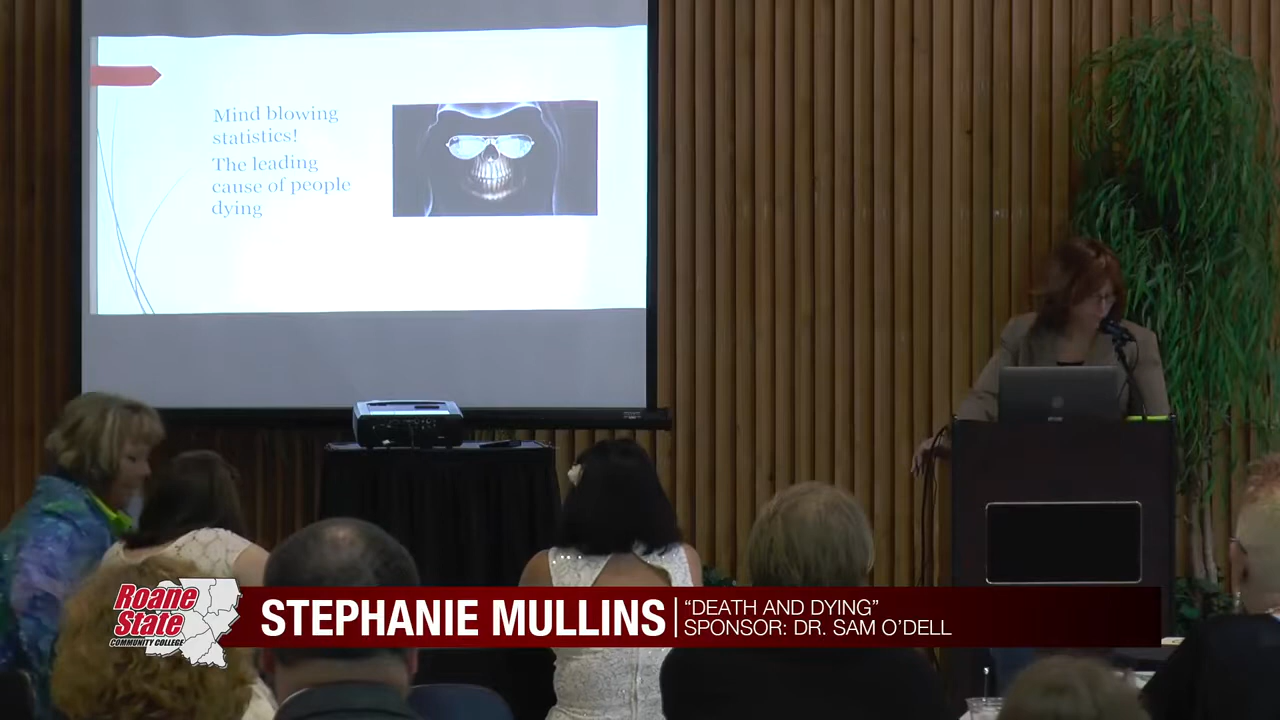 Mind blowing
statistics!
The leading
cause of people
dying
Roane
State
COMMUNITY COLLEGE
STEPHANIE MULLINS
"DEATH AND DYING"
SPONSOR: DR. SAM O'DELL